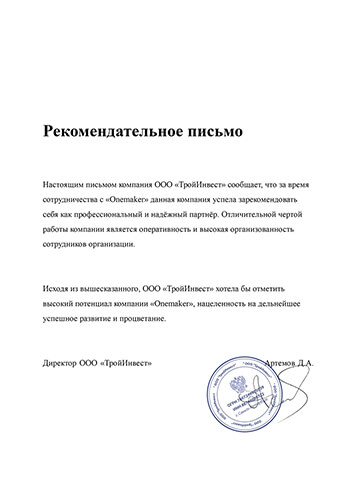 Рекомендательное письмо
Настоящим письмом компания ООО «ТройИнвест» сообщает, что за время
сотрудничества с «Onemaker» данная компания успела зарекомендовать
себя как профессиональный и надёжный партнёр. Отличительной чертой
работы компании является оперативность и высокая организованность
сотрудников организации.
Исходя из вышесказанного, ООО «ТройИнвест» хотела бы отметить
высокий потенциал компании «Onemaker», нацеленность на дальнейшее
успешное развитие и процветание.
Директор ООО «ТройИнвест» Артемов Д.А.